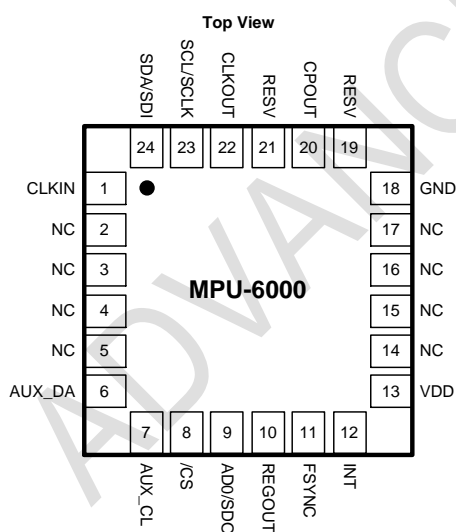 Top View
SDA/SDI
SCL/SCLK
CLKOUT
RESV
CPOUT
RESV
24 23 22 21 20 19
CLKIN 1 18 GND
NC 2 17 NC
NC 3 16 NC
MPU-6000
NC 4 15 NC
NC 5 14 NC
AUX_DA 6 13 VDD
7 8 9 10 11 12
AUX_CL
/CS
AD0/SDO
REGOUT
FSYNC
INT
ADVANC